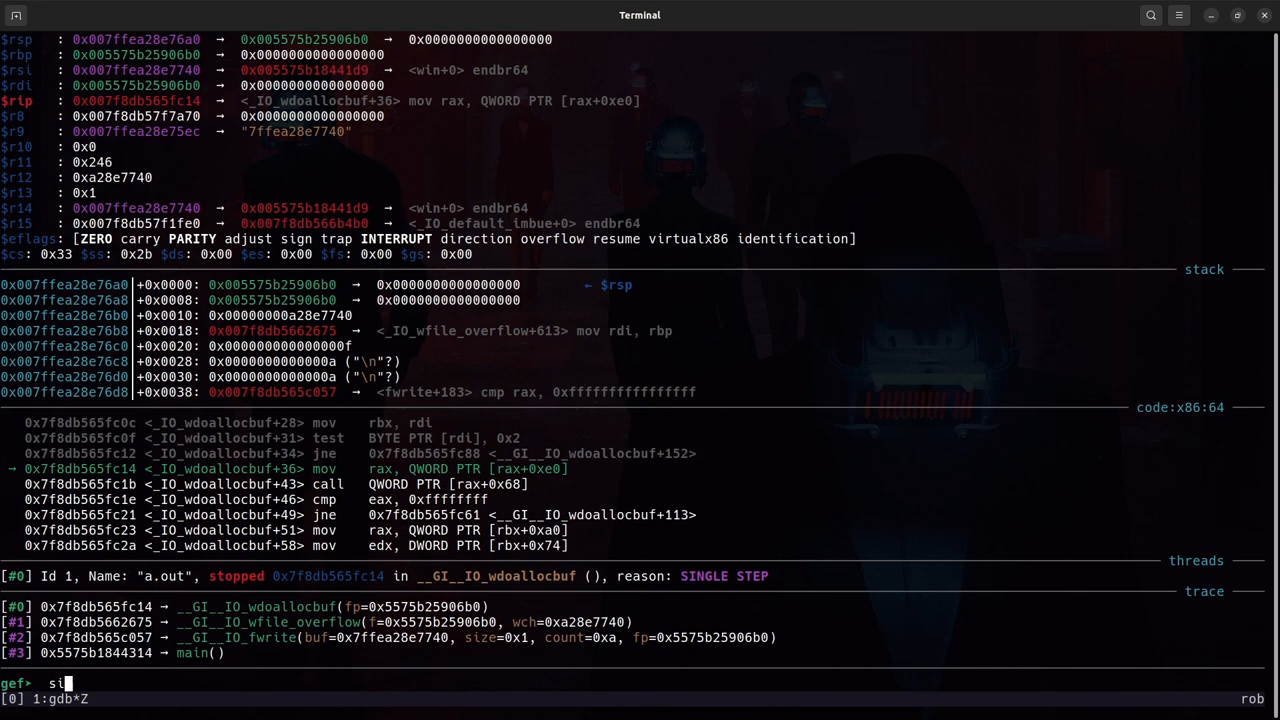 Terminal
$rsp   : 0x007ffea28e76a0  →  0x005575b25906b0  →  0x0000000000000000
$rbp   : 0x005575b25906b0  →  0x0000000000000000
$rsi   : 0x007ffea28e7740  →  0x005575b18441d9  →  <win+0> endbr64
$rdi   : 0x005575b25906b0  →  0x0000000000000000
$rip   : 0x007f8db565fc14  →  <_IO_wdoallocbuf+36> mov rax, QWORD PTR [rax+0xe0]
$r8    : 0x007f8db57f7a70  →  0x0000000000000000
$r9    : 0x007ffea28e75ec  →  "7ffea28e7740"
$r10   : 0x0
$r11   : 0x246
$r12   : 0xa28e7740
$r13   : 0x1
$r14   : 0x007ffea28e7740  →  0x005575b18441d9  →  <win+0> endbr64
$r15   : 0x007f8db57f1fe0  →  0x007f8db566b4b0  →  <_IO_default_imbue+0> endbr64
$eflags: [ZERO carry PARITY adjust sign trap INTERRUPT direction overflow resume virtualx86 identification]
$cs: 0x33 $ss: 0x2b $ds: 0x00 $es: 0x00 $fs: 0x00 $gs: 0x00
stack
0x007ffea28e76a0│+0x0000: 0x005575b25906b0  →  0x0000000000000000        ← $rsp
0x007ffea28e76a8│+0x0008: 0x005575b25906b0  →  0x0000000000000000
0x007ffea28e76b0│+0x0010: 0x00000000a28e7740
0x007ffea28e76b8│+0x0018: 0x007f8db5662675  →  <_IO_wfile_overflow+613> mov rdi, rbp
0x007ffea28e76c0│+0x0020: 0x000000000000000f
0x007ffea28e76c8│+0x0028: 0x000000000000000a ("\n"?)
0x007ffea28e76d0│+0x0030: 0x000000000000000a ("\n"?)
0x007ffea28e76d8│+0x0038: 0x007f8db565c057  →  <fwrite+183> cmp rax, 0xffffffffffffffff
code:x86:64
0x7f8db565fc0c <_IO_wdoallocbuf+28> mov    rbx, rdi
0x7f8db565fc0f <_IO_wdoallocbuf+31> test   BYTE PTR [rdi], 0x2
0x7f8db565fc12 <_IO_wdoallocbuf+34> jne    0x7f8db565fc88 <__GI__IO_wdoallocbuf+152>
→ 0x7f8db565fc14 <_IO_wdoallocbuf+36> mov    rax, QWORD PTR [rax+0xe0]
0x7f8db565fc1b <_IO_wdoallocbuf+43> call   QWORD PTR [rax+0x68]
0x7f8db565fc1e <_IO_wdoallocbuf+46> cmp    eax, 0xffffffff
0x7f8db565fc21 <_IO_wdoallocbuf+49> jne    0x7f8db565fc61 <__GI__IO_wdoallocbuf+113>
0x7f8db565fc23 <_IO_wdoallocbuf+51> mov    rax, QWORD PTR [rbx+0xa0]
0x7f8db565fc2a <_IO_wdoallocbuf+58> mov    edx, DWORD PTR [rbx+0x74]
threads
[#0] Id 1, Name: "a.out", stopped 0x7f8db565fc14 in __GI__IO_wdoallocbuf (), reason: SINGLE STEP
trace
[#0] 0x7f8db565fc14 → __GI__IO_wdoallocbuf(fp=0x5575b25906b0)
[#1] 0x7f8db5662675 → __GI__IO_wfile_overflow(f=0x5575b25906b0, wch=0xa28e7740)
[#2] 0x7f8db565c057 → __GI__IO_fwrite(buf=0x7ffea28e7740, size=0x1, count=0xa, fp=0x5575b25906b0)
[#3] 0x5575b1844314 → main()
gef➤  si
[0] 1:gdb*Z rob